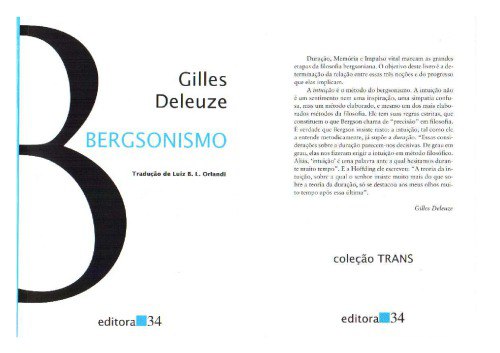 B
Gilles
Deleuze
BERGSONISMO
Tradução de Luiz B. L. Orlandi
editora 34
Duração, Memória e Impulso vital marcam as grandes
etapas da filosofia bergsoniana. O objetivo deste livro é a de-
terminação da relação entre essas três noções e do progresso
que elas implicam.
A intuição é o método do bergsonismo. A intuição não
é um sentimento nem uma inspiração, uma simpatia confu-
sa, mas um método elaborado, e mesmo um dos mais elabo-
rados métodos da filosofia. Ele tem suas regras estritas, que
constituem o que Bergson chama de "precisão" em filosofia.
É verdade que Bergson insiste nisto: a intuição, tal como ele
a entende metodicamente, já supõe a duração. "Essas consi-
derações sobre a duração parecem-nos decisivas. De grau em
grau, elas nos fizeram erigir a intuição em método filosófico.
Aliás, 'intuição' é uma palavra ante a qual hesitamos duran-
te muito tempo". E a Höffding ele escreve: "A teoria da in-
tuição, sobre a qual o senhor insiste muito mais do que so-
bre a teoria da duração, só se destacou aos meus olhos mui-
to tempo após essa última".
Gilles Deleuze
coleção TRANS
editora 34